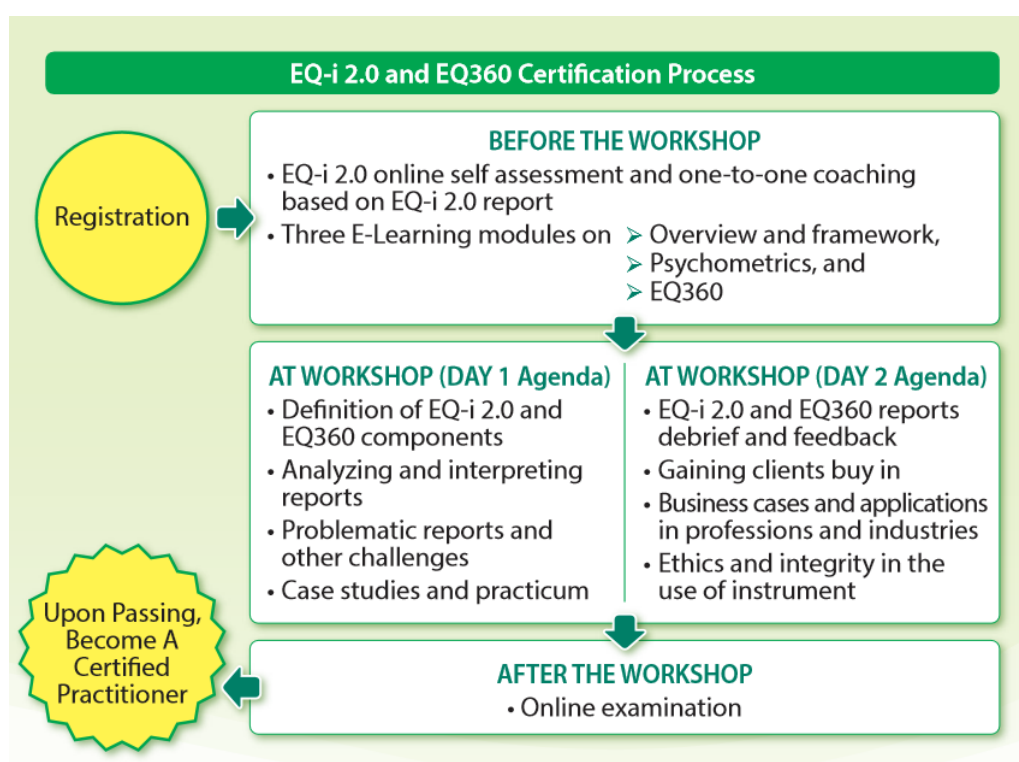 EQ-i 2.0 and EQ360 Certification Process
Registration
BEFORE THE WORKSHOP
• EQ-i 2.0 online self assessment and one-to-one coaching
based on EQ-i 2.0 report
• Three E-Learning modules on ➢ Overview and framework,
➢ Psychometrics, and
➢ EQ360
AT WORKSHOP (DAY 1 Agenda)
• Definition of EQ-i 2.0 and
EQ360 components
• Analyzing and interpreting
reports
• Problematic reports and
other challenges
• Case studies and practicum
AT WORKSHOP (DAY 2 Agenda)
• EQ-i 2.0 and EQ360 reports
debrief and feedback
• Gaining clients buy in
• Business cases and applications
in professions and industries
• Ethics and integrity in the
use of instrument
AFTER THE WORKSHOP
• Online examination
Upon Passing,
Become A
Certified
Practitioner